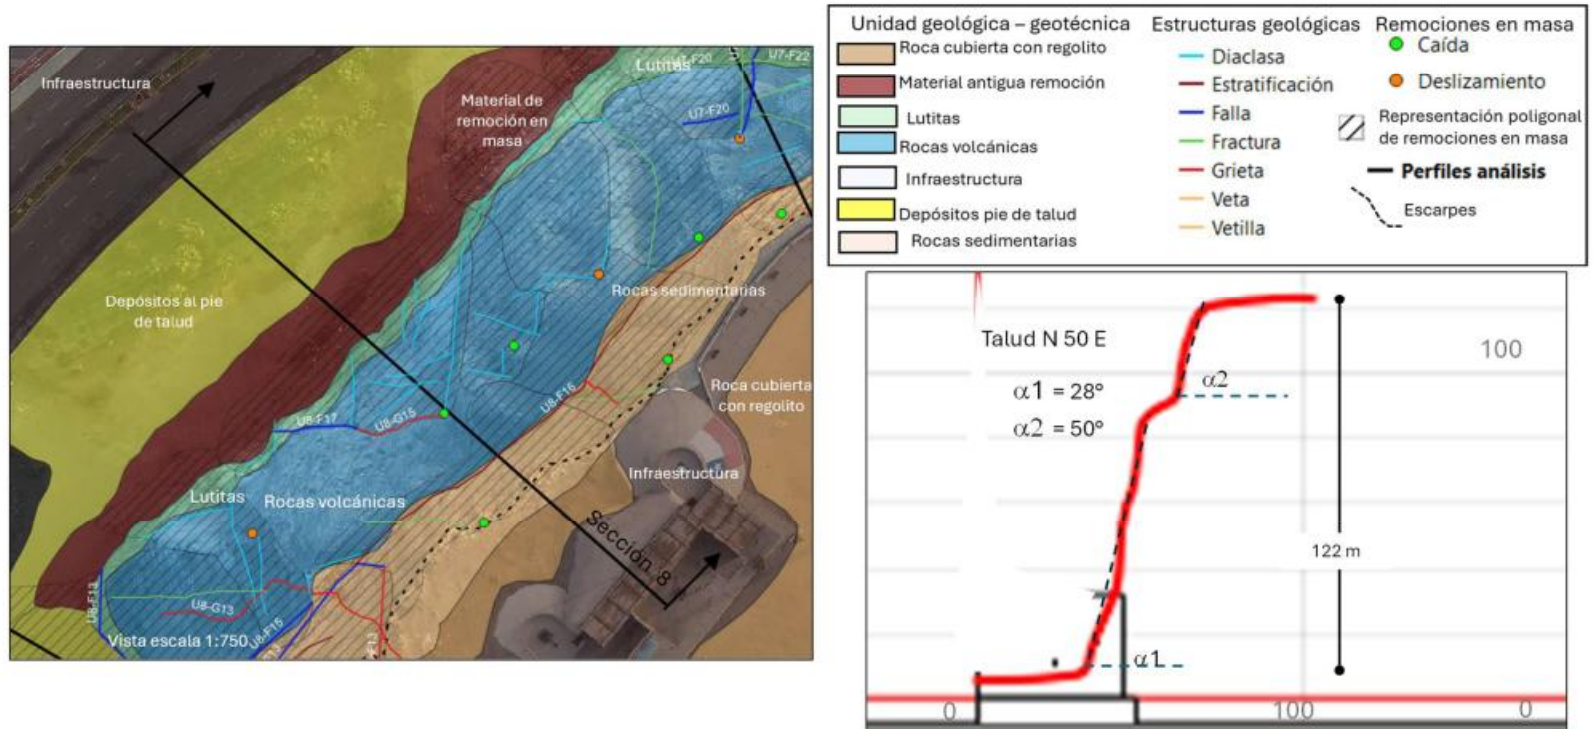 Infraestructura
Material de
remoción en
masa
Lutitas
U7-F20
U7-F22
U7-F20
Depósitos al pie
de talud
Rocas sedimentarias
Roca cubierta
con regolito
U8-F16
U8-G15
U8-F17
Infraestructura
Lutitas
Rocas volcánicas
Sección 8
U8-G13
U8-F13
U8-F15
Vista escala 1:750
Unidad geológica – geotécnica
Roca cubierta con regolito
Material antigua remoción
Lutitas
Rocas volcánicas
Infraestructura
Depósitos pie de talud
Rocas sedimentarias
Estructuras geológicas
Diaclasa
Estratificación
Falla
Fractura
Grieta
Veta
Vetilla
Remociones en masa
Caída
Deslizamiento
Representación poligonal
de remociones en masa
Perfiles análisis
Escarpes
Talud N 50 E
α1 = 28°
α2 = 50°
α2
100
122 m
α1
0
100
0